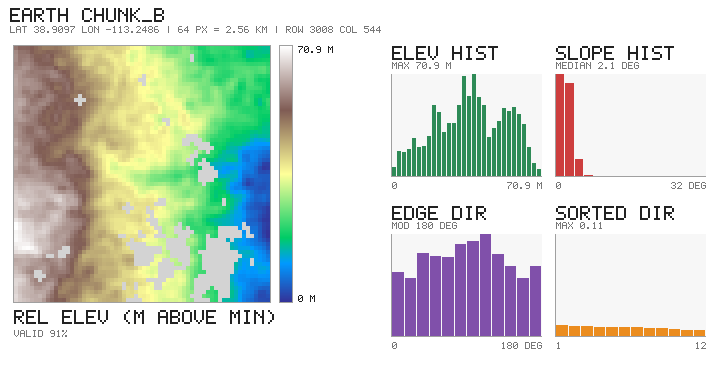 EARTH CHUNK_B
LAT 38.9097 LON -113.2486 | 64 PX = 2.56 KM | ROW 3008 COL 544
70.9 M
0 M
REL ELEV (M ABOVE MIN)
VALID 91%
ELEV HIST
MAX 70.9 M
0 70.9 M
SLOPE HIST
MEDIAN 2.1 DEG
0 32 DEG
EDGE DIR
MOD 180 DEG
0 180 DEG
SORTED DIR
MAX 0.11
1 12